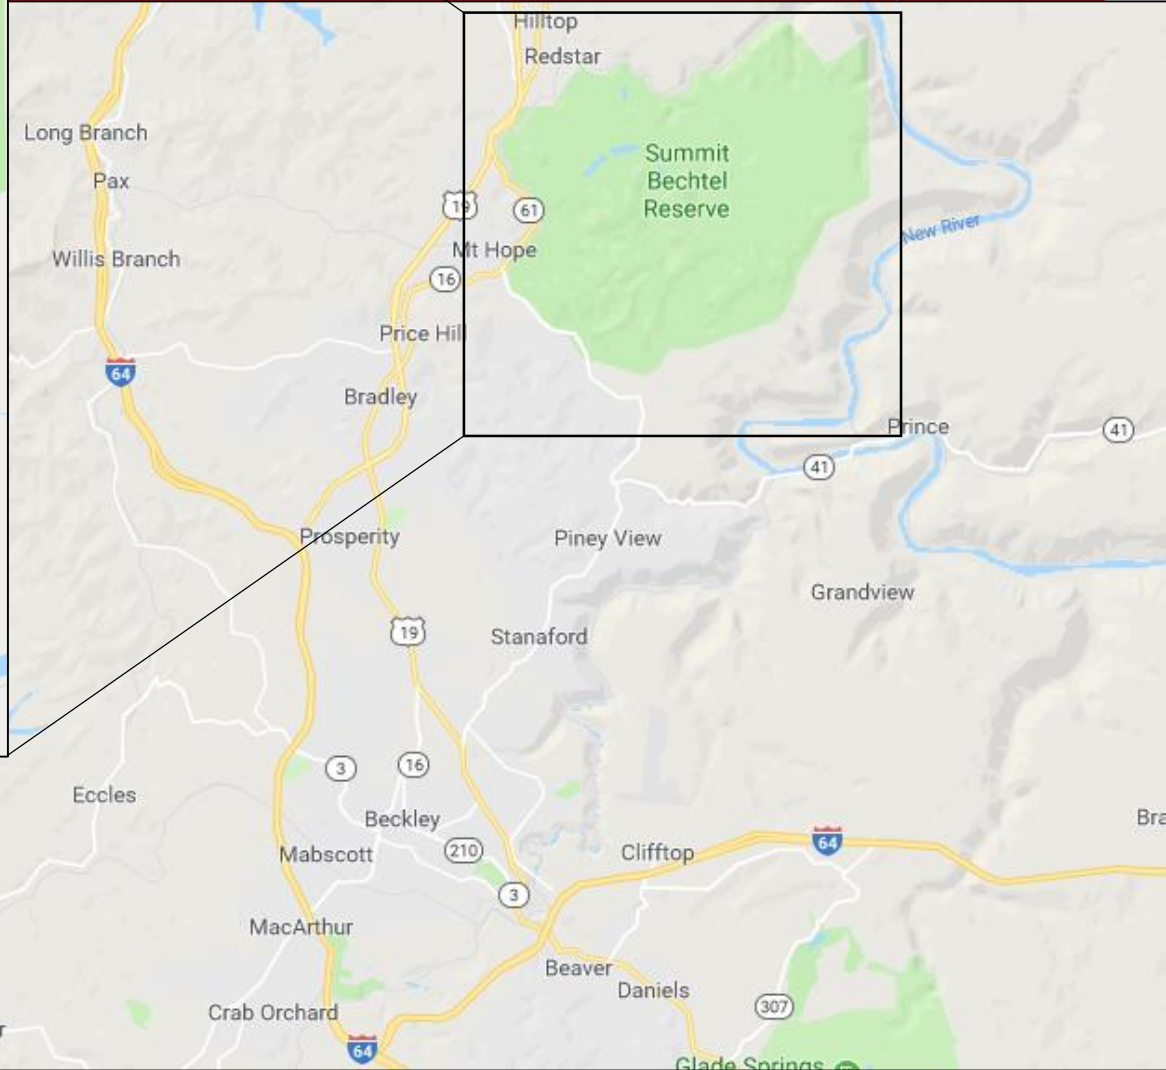 Hilltop
Redstar
Long Branch
Summit
Bechtel
Reserve
Pax
19
61
New River
Mt Hope
Willis Branch
16
Price Hill
64
Bradley
Prince
41
41
Prosperity
Piney View
Grandview
19
Stanaford
3
16
Eccles
Beckley
Bra
64
210
Clifftop
Mabscott
3
MacArthur
Beaver
Daniels
307
Crab Orchard
r
64
Glade Springs